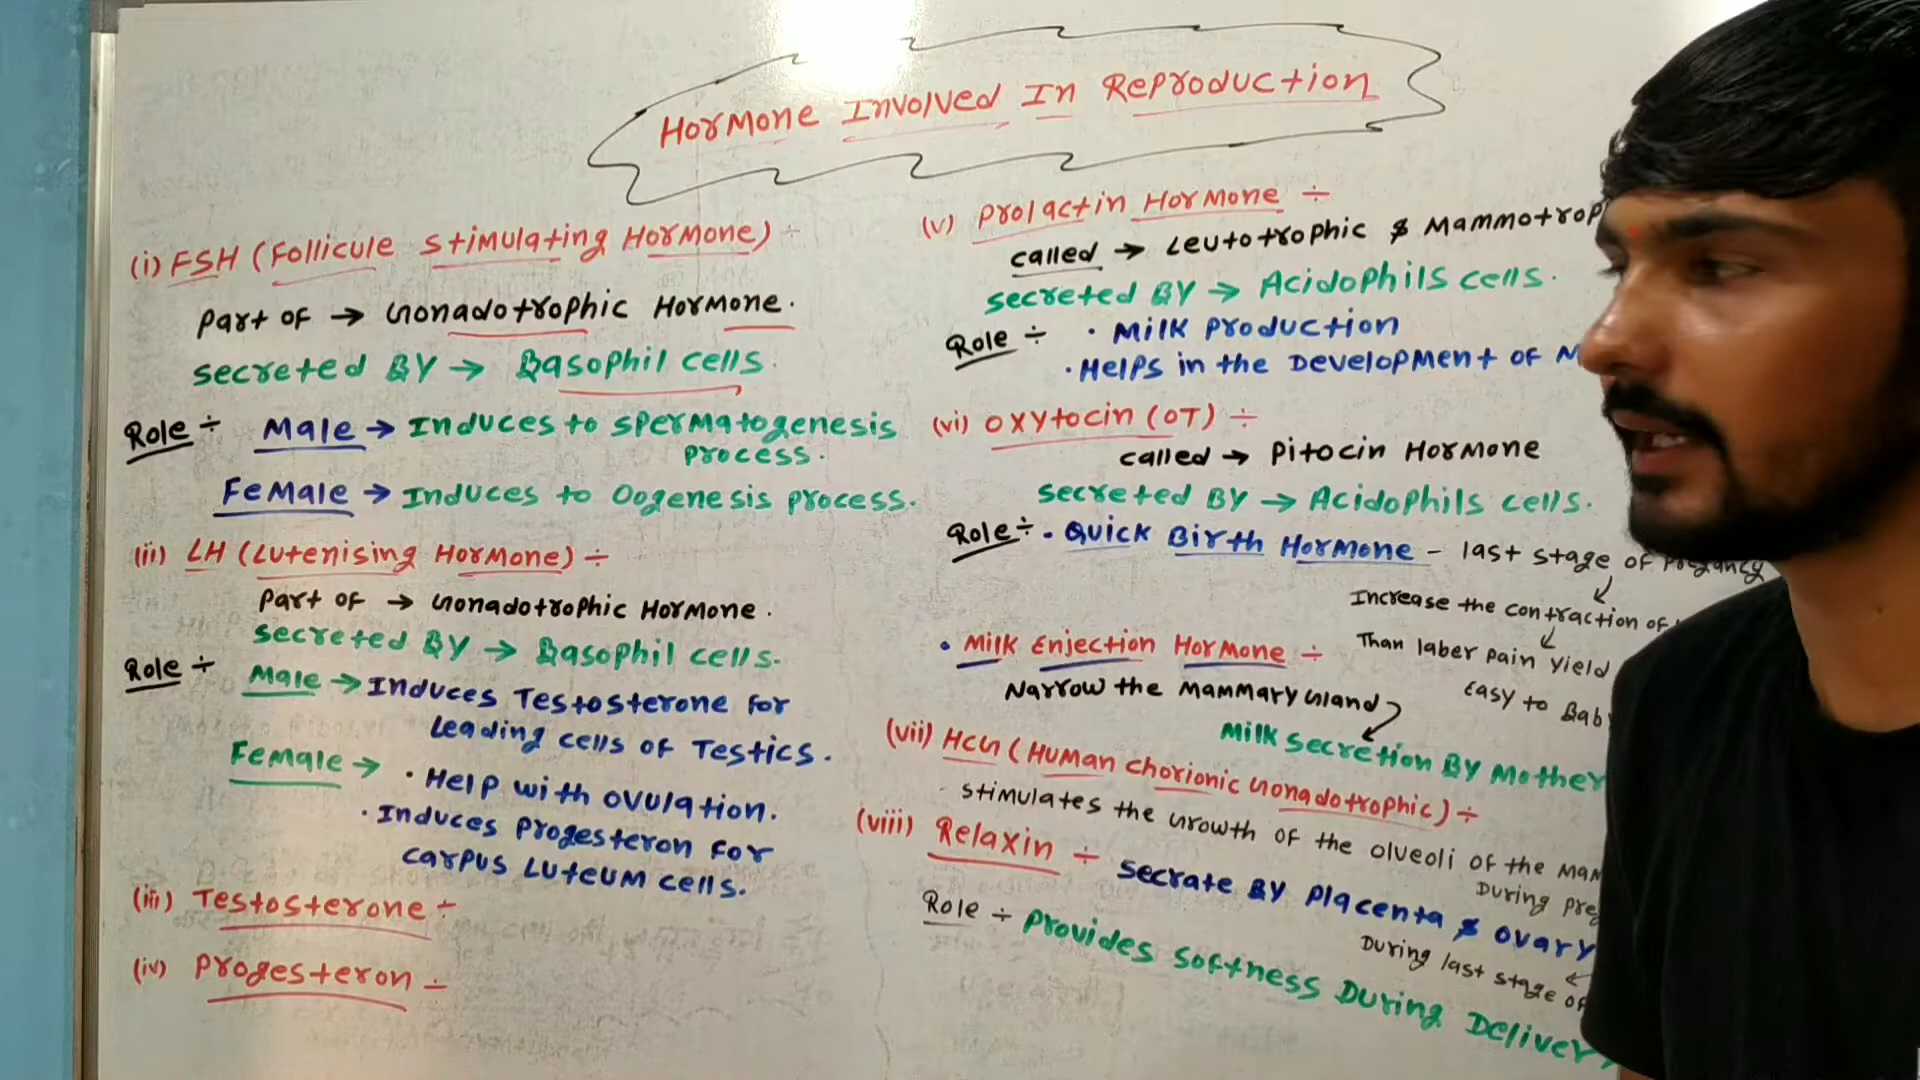 Hormone Involved In Reproduction
(i) FSH (Follicule Stimulating Hormone) ÷
Part of → Gonadotrophic Hormone.
Secreted By → Basophil cells.
Role ÷ Male → Induces to spermatogenesis
process.
Female → Induces to Oogenesis process.
(ii) LH (Lutenising Hormone) ÷
Part of → Gonadotrophic Hormone.
Secreted By → Basophil cells.
Role ÷ Male → Induces Testosterone for
Leading cells of Testics.
Female → • Help with ovulation.
• Induces Progesteron for
Carpus Luteum cells.
(iii) Testosterone ÷
(iv) Progesteron ÷
(v) Prolactin Hormone ÷
called → Leutotrophic & Mammotrop
Secreted By → Acidophils cells.
Role ÷ • Milk Production
• Helps in the Development of M
(vi) Oxytocin (OT) ÷
called → Pitocin Hormone
Secreted By → Acidophils cells.
Role ÷ • Quick Birth Hormone - last stage of
Increase the contraction of
Than laber pain yield
Easy to Bab
• Milk Enjection Hormone ÷
Narrow the mammary Gland
Milk Secretion By Mother
(vii) HCG (Human Chorionic Gonadotrophic) ÷
Stimulates the Growth of the olveoli of the Mam
During pre
(viii) Relaxin ÷ Secrate By Placenta & Ovary
During last stage of
Role ÷ Provides Softness During Deliver